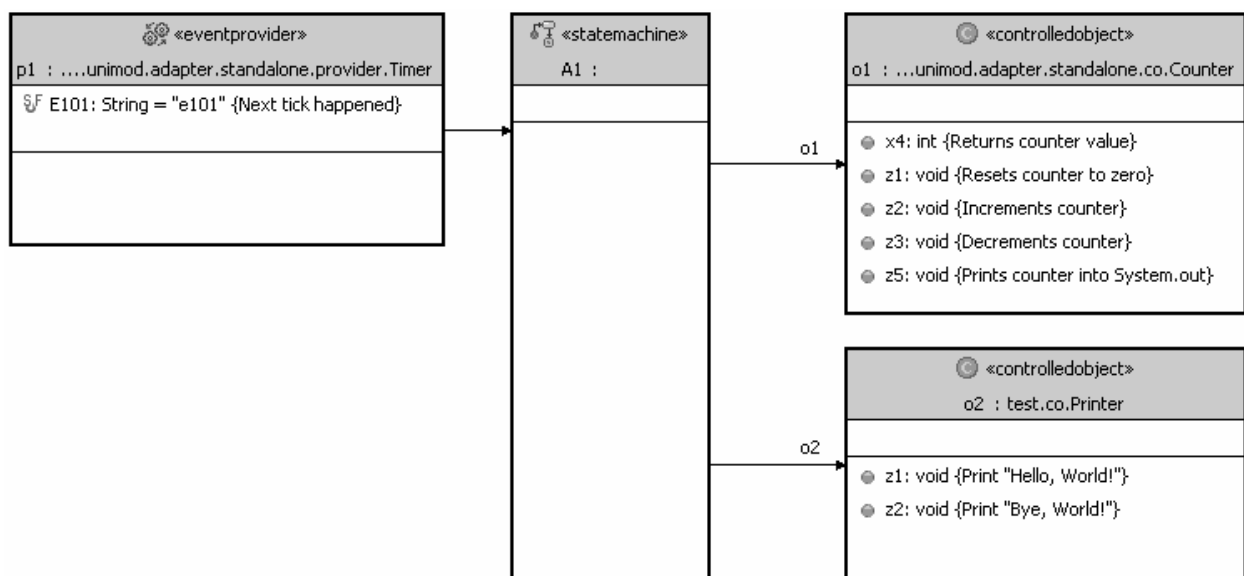 «eventprovider»
p1 : ....unimod.adapter.standalone.provider.Timer
E101: String = "e101" {Next tick happened}
«statemachine»
A1 :
o1
o2
«controlledobject»
o1 : ...unimod.adapter.standalone.co.Counter
x4: int {Returns counter value}
z1: void {Resets counter to zero}
z2: void {Increments counter}
z3: void {Decrements counter}
z5: void {Prints counter into System.out}
«controlledobject»
o2 : test.co.Printer
z1: void {Print "Hello, World!"}
z2: void {Print "Bye, World!"}